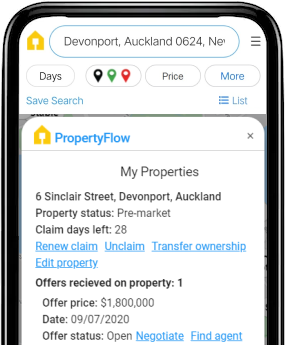 Devonport, Auckland 0624, Nev
Days
Price
More
Save Search
List
PropertyFlow
×
My Properties
6 Sinclair Street, Devonport, Auckland
Property status: Pre-market
Claim days left: 28
Renew claim Unclaim Transfer ownership
Edit property
Offers recieved on property: 1
Offer price: $1,800,000
Date: 09/07/2020
Offer status: Open Negotiate Find agent